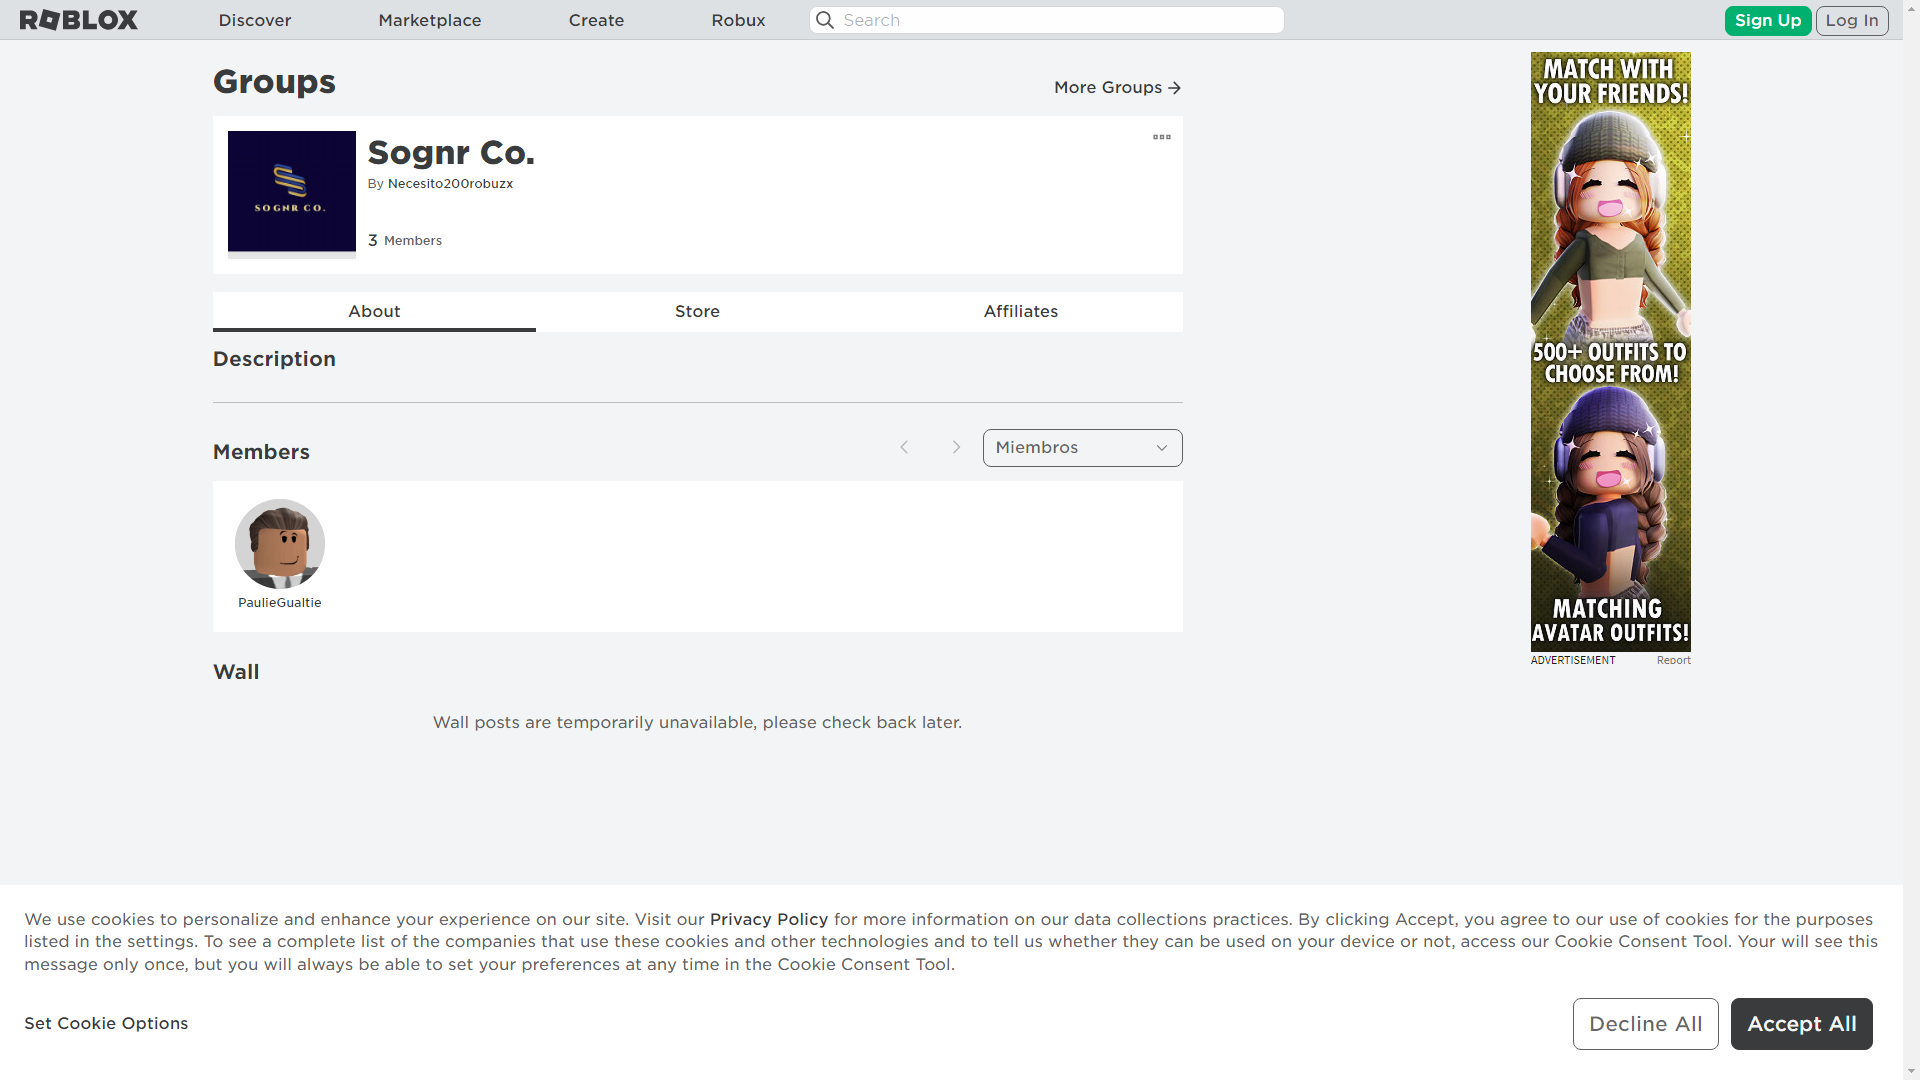 ROBLOX
Discover
Marketplace
Create
Robux
Search
Sign Up
Log In
Groups
More Groups
SOGNR CO.
Sognr Co.
By Necesito200robuzx
3 Members
About
Store
Affiliates
Description
Members
Miembros
PaulieGualtie
Wall
Wall posts are temporarily unavailable, please check back later.
MATCH WITH
YOUR FRIENDS!
500+ OUTFITS TO
CHOOSE FROM!
MATCHING
AVATAR OUTFITS!
ADVERTISEMENT
Report
We use cookies to personalize and enhance your experience on our site. Visit our Privacy Policy for more information on our data collections practices. By clicking Accept, you agree to our use of cookies for the purposes
listed in the settings. To see a complete list of the companies that use these cookies and other technologies and to tell us whether they can be used on your device or not, access our Cookie Consent Tool. Your will see this
message only once, but you will always be able to set your preferences at any time in the Cookie Consent Tool.
Set Cookie Options
Decline All
Accept All